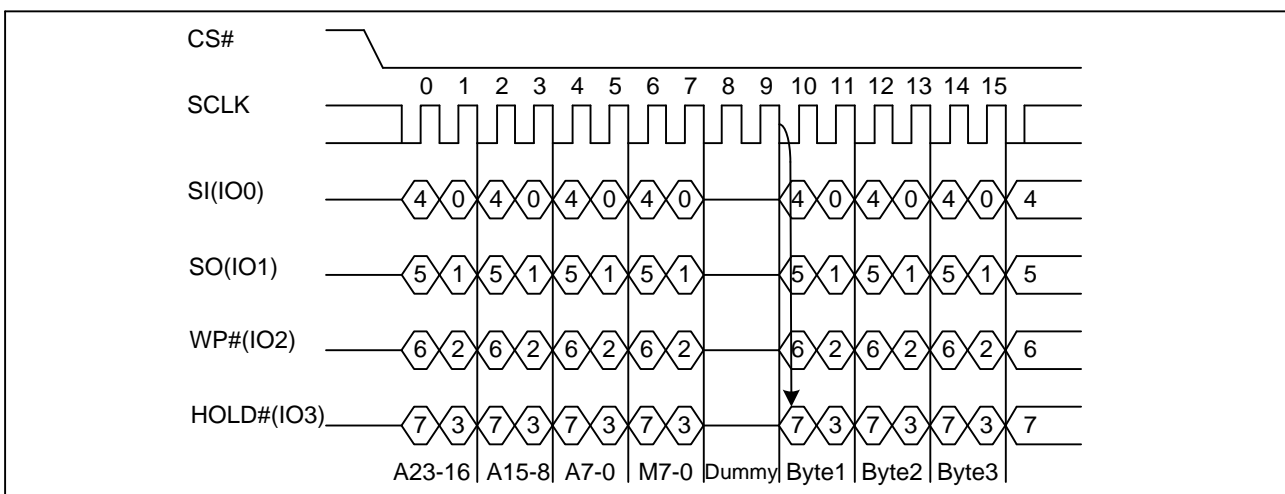 CS#
0 1 2 3 4 5 6 7 8 9 10 11 12 13 14 15
SCLK
SI(IO0) 4 0 4 0 4 0 4 0 4 0 4 0 4 0 4
SO(IO1) 5 1 5 1 5 1 5 1 5 1 5 1 5 1 5
WP#(IO2) 6 2 6 2 6 2 6 2 6 2 6 2 6 2 6
HOLD#(IO3) 7 3 7 3 7 3 7 3 7 3 7 3 7 3 7
A23-16 A15-8 A7-0 M7-0 Dummy Byte1 Byte2 Byte3